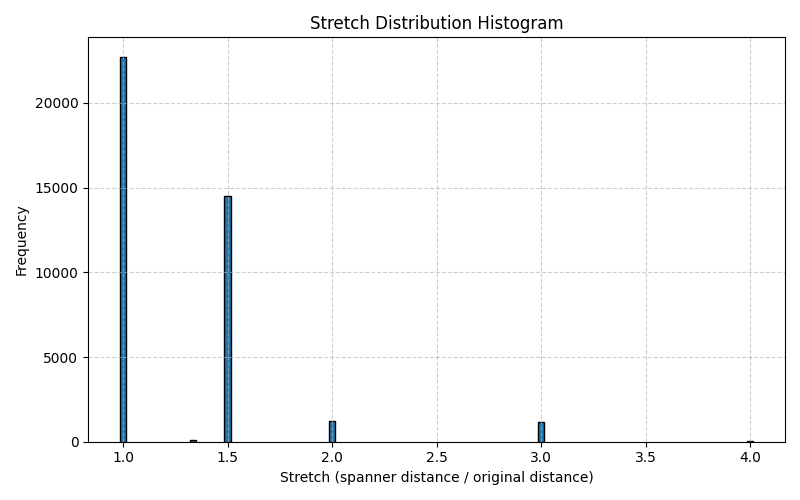 Stretch Distribution Histogram
Frequency
20000
15000
10000
5000
0
1.0 1.5 2.0 2.5 3.0 3.5 4.0
Stretch (spanner distance / original distance)